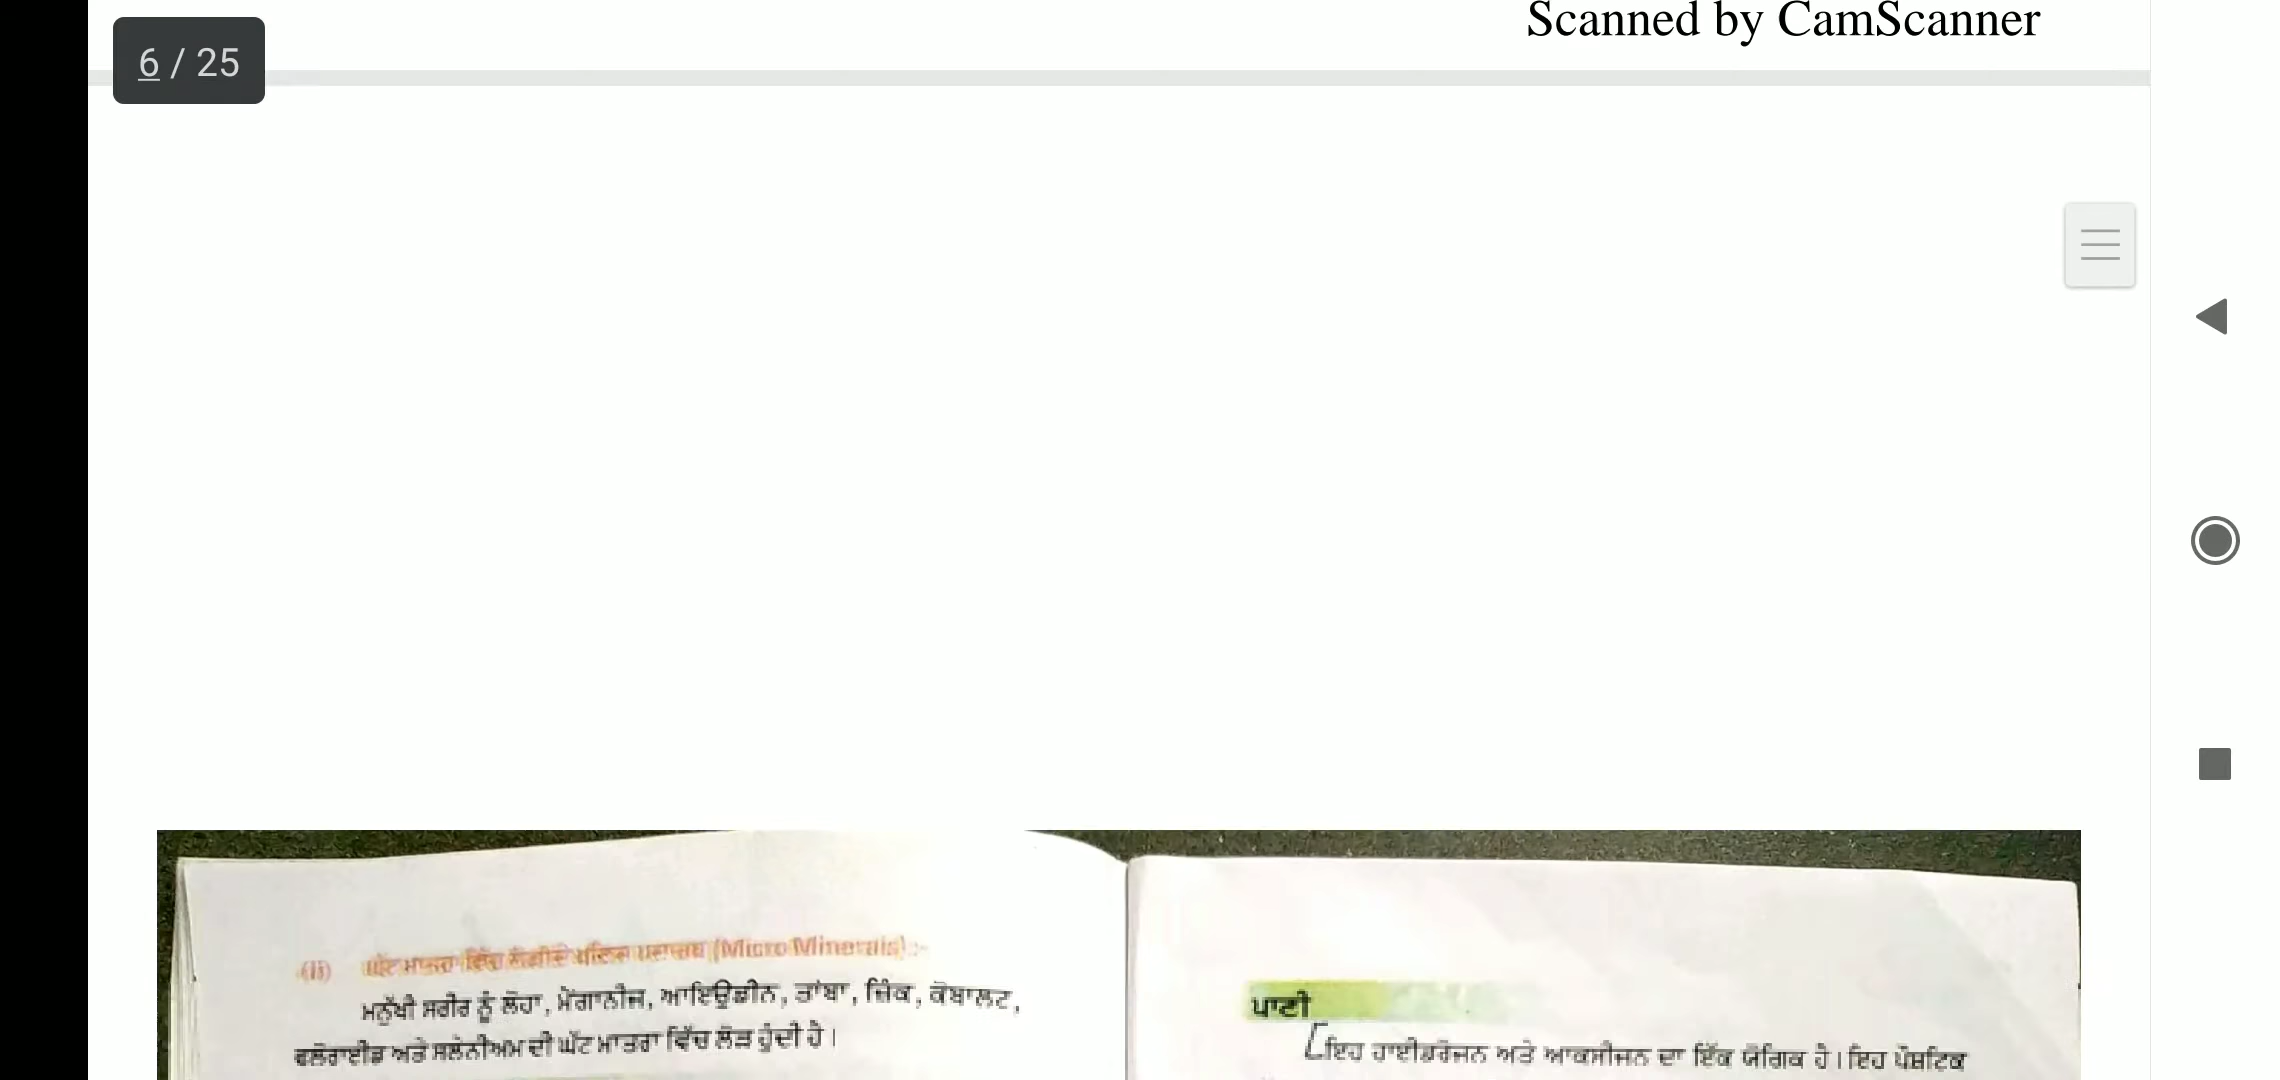 Scanned by CamScanner
6 / 25
(ii) ਘੱਟ ਮਾਤਰਾ ਵਿੱਚ ਲੋੜੀਂਦੇ ਖਣਿਜ ਪਦਾਰਥ (Micro Minerals) :-
ਮਨੁੱਖੀ ਸਰੀਰ ਨੂੰ ਲੋਹਾ, ਮੈਂਗਾਨੀਜ, ਆਇਉਡੀਨ, ਤਾਂਬਾ, ਜ਼ਿੰਕ, ਕੋਬਾਲਟ,
ਫਲੋਰਾਈਡ ਅਤੇ ਸਲੇਨੀਅਮ ਦੀ ਘੱਟ ਮਾਤਰਾ ਵਿੱਚ ਲੋੜ ਹੁੰਦੀ ਹੈ।
ਪਾਣੀ
ਇਹ ਹਾਈਡਰੋਜਨ ਅਤੇ ਆਕਸੀਜਨ ਦਾ ਇੱਕ ਯੋਗਿਕ ਹੈ। ਇਹ ਪੌਸ਼ਟਿਕ